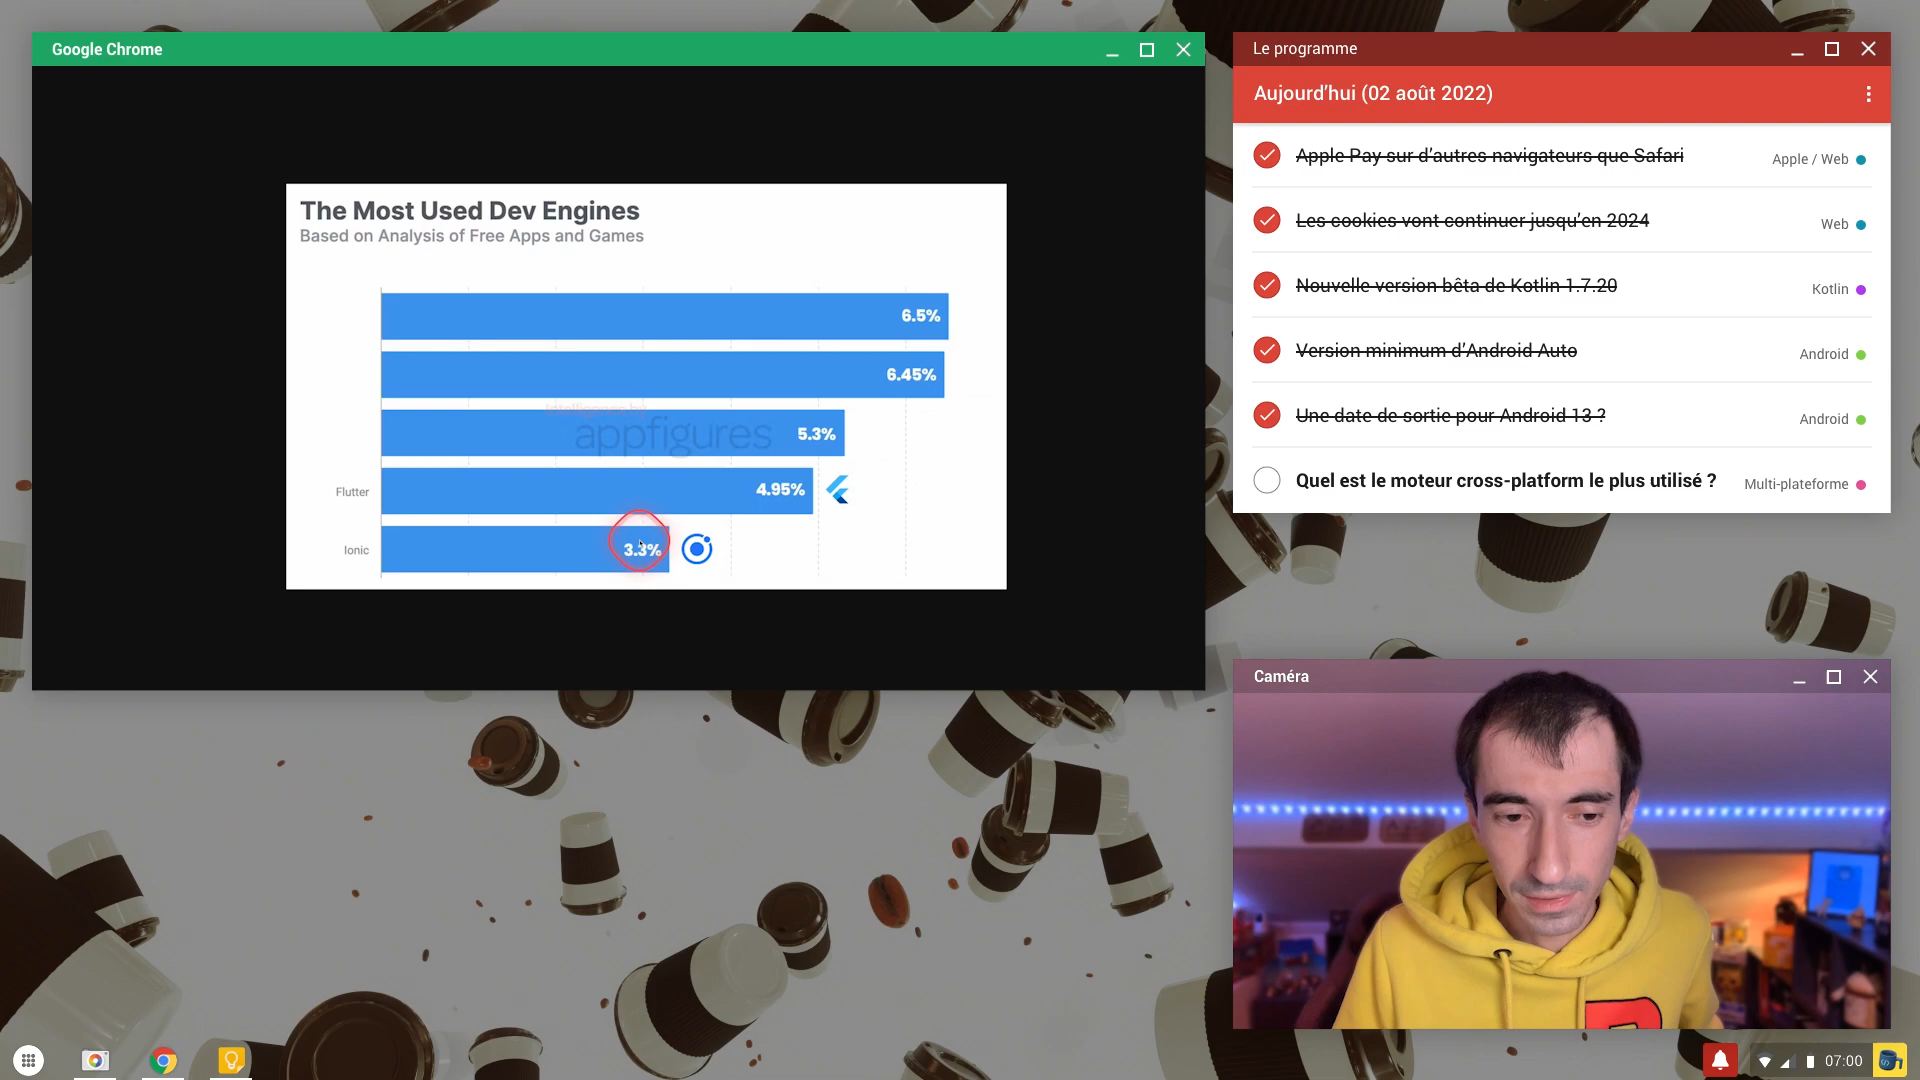 Google Chrome
The Most Used Dev Engines
Based on Analysis of Free Apps and Games
6.5%
6.45%
intelligence by
appfigures
5.3%
Flutter
4.95%
Ionic
3.3%
Le programme
Aujourd’hui (02 août 2022)
Apple Pay sur d’autres navigateurs que Safari
Apple / Web
Les cookies vont continuer jusqu’en 2024
Web
Nouvelle version bêta de Kotlin 1.7.20
Kotlin
Version minimum d’Android Auto
Android
Une date de sortie pour Android 13 ?
Android
Quel est le moteur cross-platform le plus utilisé ?
Multi-plateforme
Caméra
07:00